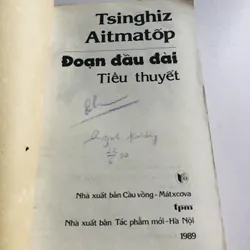 Tsinghiz
Aitmatốp
Đoạn đầu đài
Tiểu thuyết
Nhà xuất bản Cầu vồng - Mátxcova
tpm
Nhà xuất bản Tác phẩm mới - Hà Nội
1989